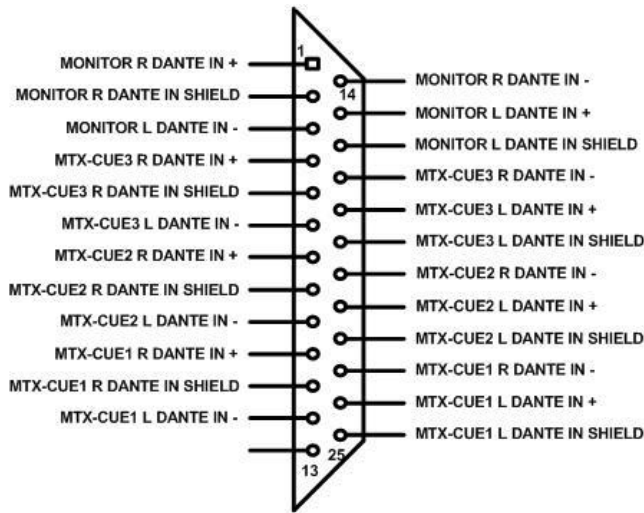 1
MONITOR R DANTE IN +
MONITOR R DANTE IN SHIELD
MONITOR L DANTE IN -
MTX-CUE3 R DANTE IN +
MTX-CUE3 R DANTE IN SHIELD
MTX-CUE3 L DANTE IN -
MTX-CUE2 R DANTE IN +
MTX-CUE2 R DANTE IN SHIELD
MTX-CUE2 L DANTE IN -
MTX-CUE1 R DANTE IN +
MTX-CUE1 R DANTE IN SHIELD
MTX-CUE1 L DANTE IN -
13
14
MONITOR R DANTE IN -
MONITOR L DANTE IN +
MONITOR L DANTE IN SHIELD
MTX-CUE3 R DANTE IN -
MTX-CUE3 L DANTE IN +
MTX-CUE3 L DANTE IN SHIELD
MTX-CUE2 R DANTE IN -
MTX-CUE2 L DANTE IN +
MTX-CUE2 L DANTE IN SHIELD
MTX-CUE1 R DANTE IN -
MTX-CUE1 L DANTE IN +
MTX-CUE1 L DANTE IN SHIELD
25